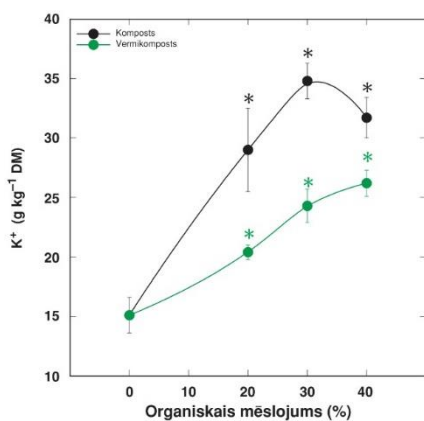 40
35
30
25
20
15
10
K⁺ (g kg⁻¹ DM)
Komposts
Vermikomposts
*
*
*
*
*
*
0 10 20 30 40
Organiskais mēslojums (%)